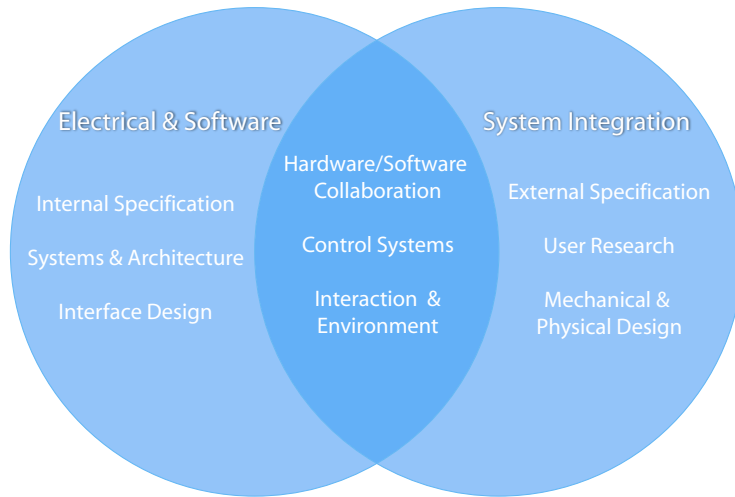 Electrical & Software
Internal Specification
Systems & Architecture
Interface Design
Hardware/Software
Collaboration
Control Systems
Interaction & 
Environment
System Integration
External Specification
User Research
Mechanical &
Physical Design